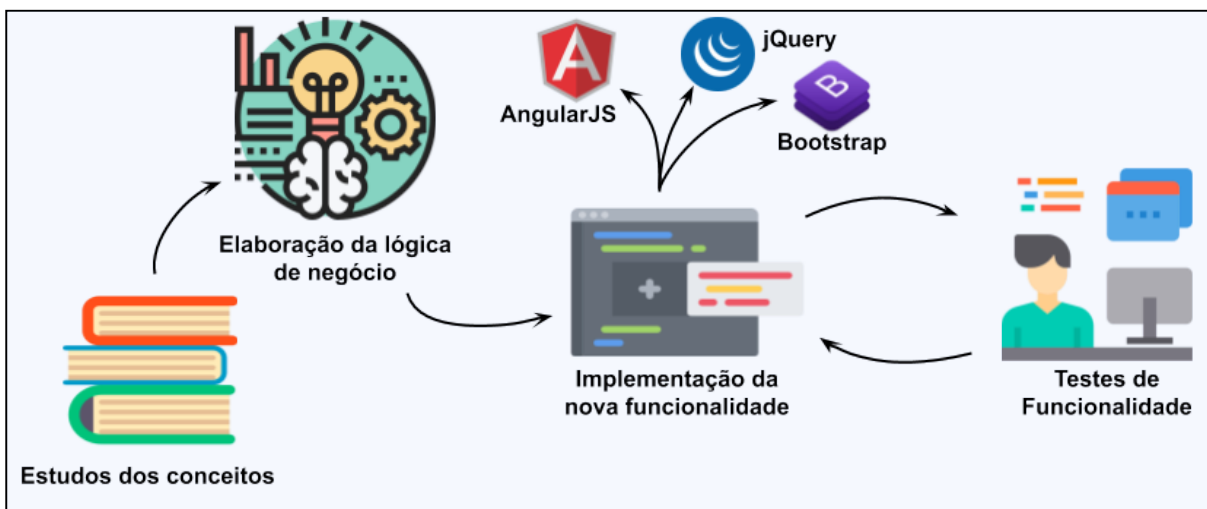 jQuery
AngularJS
Bootstrap
Elaboração da lógica
de negócio
Implementação da
nova funcionalidade
Testes de
Funcionalidade
Estudos dos conceitos